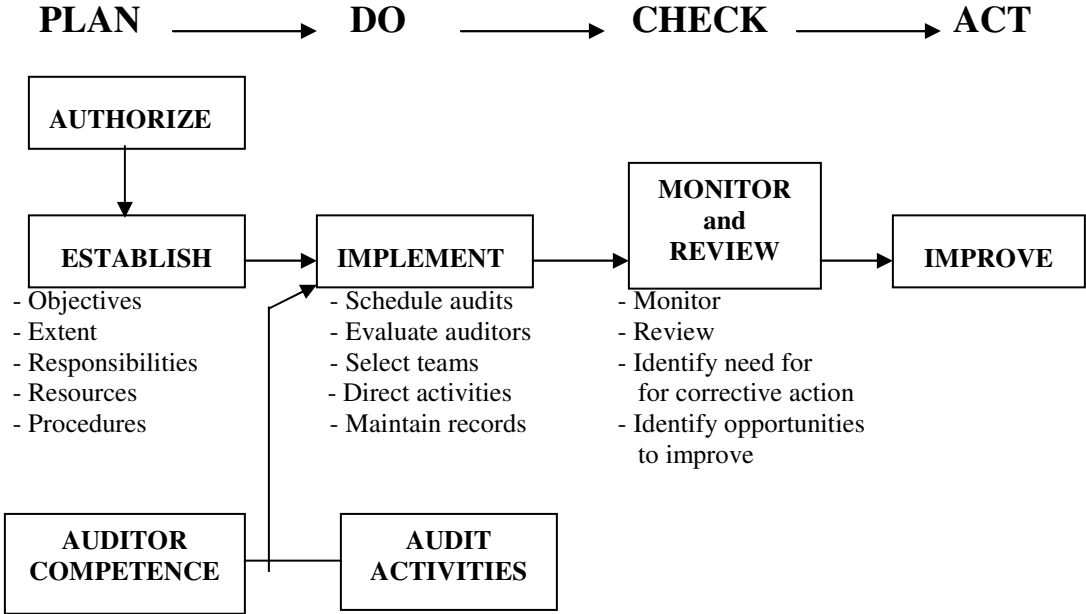 PLAN DO CHECK ACT
AUTHORIZE
ESTABLISH
- Objectives
- Extent
- Responsibilities
- Resources
- Procedures
IMPLEMENT
- Schedule audits
- Evaluate auditors
- Select teams
- Direct activities
- Maintain records
MONITOR
and
REVIEW
- Monitor
- Review
- Identify need for
for corrective action
- Identify opportunities
to improve
IMPROVE
AUDITOR
COMPETENCE
AUDIT
ACTIVITIES